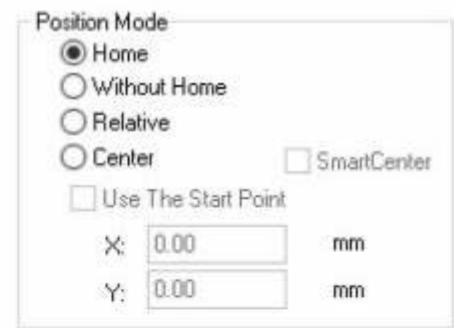 Position Mode
Home
Without Home
Relative
Center SmartCenter
Use The Start Point
X: 0.00 mm
Y: 0.00 mm